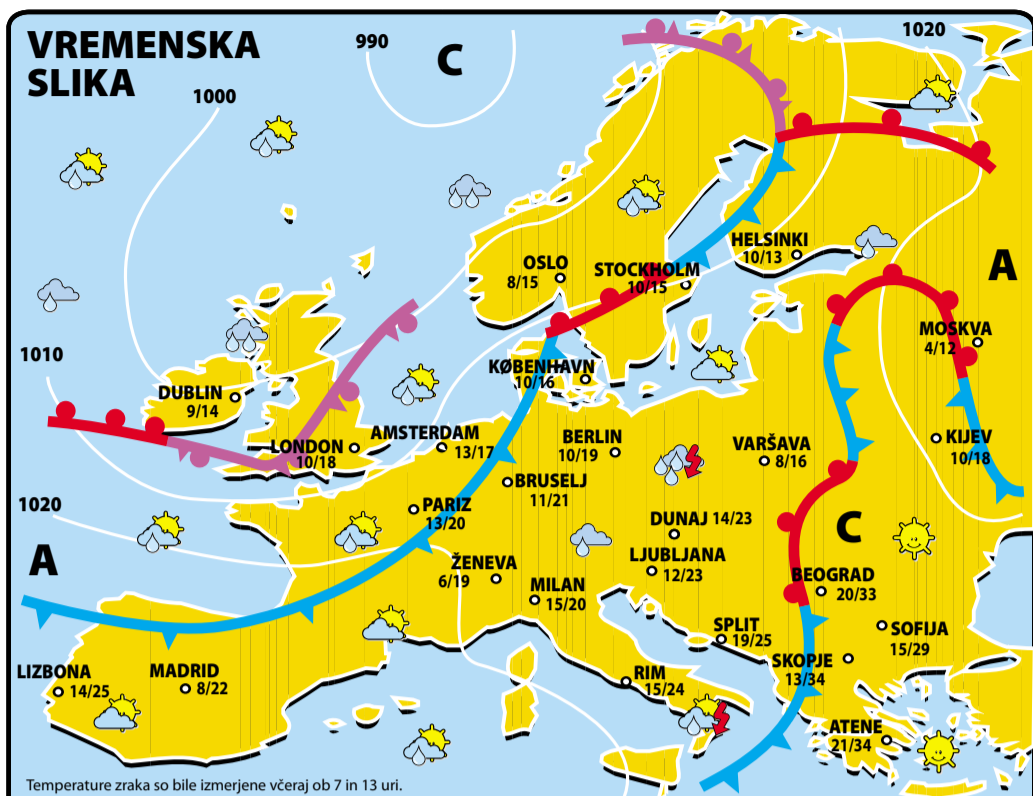 VREMENSKA
SLIKA
990
C
1020
1000
HELSINKI
10/13
OSLO
8/15
STOCKHOLM
10/15
A
MOSKVA
4/12
1010
KØBENHAVN
10/16
DUBLIN
9/14
LONDON
10/18
AMSTERDAM
13/17
BERLIN
10/19
VARŠAVA
8/16
KIJEV
10/18
BRUSELJ
11/21
1020
PARIZ
13/20
DUNAJ 14/23
C
A
ŽENEVA
6/19
LJUBLJANA
12/23
MILAN
15/20
BEOGRAD
20/33
SPLIT
19/25
SOFIJA
15/29
LIZBONA
14/25
MADRID
8/22
RIM
15/24
SKOPJE
13/34
ATENE
21/34
Temperature zraka so bile izmerjene včeraj ob 7 in 13 uri.